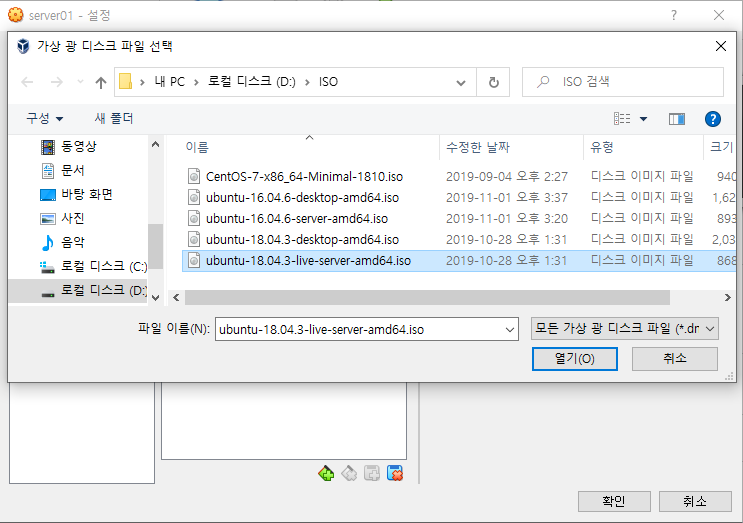 server01 - 설정
가상 광 디스크 파일 선택
내 PC > 로컬 디스크 (D:) > ISO
ISO 검색
구성
새 폴더
동영상
문서
바탕 화면
사진
음악
로컬 디스크 (C:)
로컬 디스크 (D:)
이름 수정한 날짜 유형 크기
CentOS-7-x86_64-Minimal-1810.iso 2019-09-04 오후 2:27 디스크 이미지 파일 940
ubuntu-16.04.6-desktop-amd64.iso 2019-11-01 오후 3:37 디스크 이미지 파일 1,62
ubuntu-16.04.6-server-amd64.iso 2019-11-01 오후 3:20 디스크 이미지 파일 893
ubuntu-18.04.3-desktop-amd64.iso 2019-10-28 오후 1:31 디스크 이미지 파일 2,03
ubuntu-18.04.3-live-server-amd64.iso 2019-10-28 오후 1:31 디스크 이미지 파일 868
파일 이름(N): ubuntu-18.04.3-live-server-amd64.iso 모든 가상 광 디스크 파일 (*.dr
열기(O) 취소
확인 취소